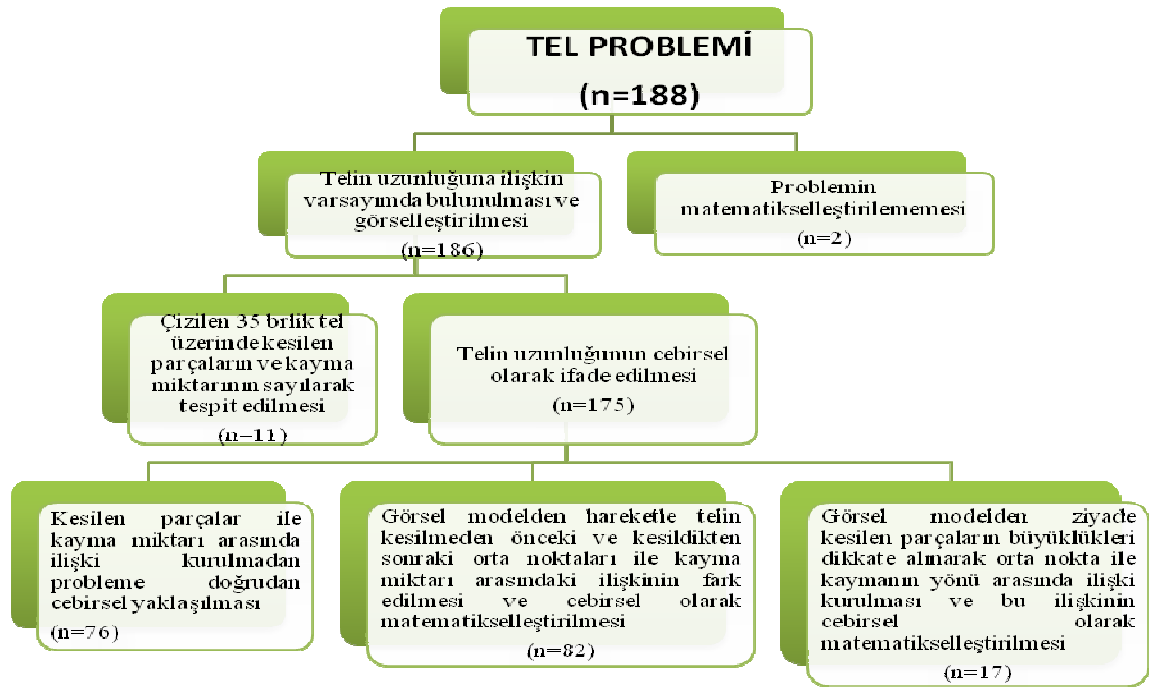 TEL PROBLEMİ
(n=188)
Telin uzunluğuna ilişkin
varsayımda bulunulması ve
görselleştirilmesi
(n=186)
Problemin
matematikselleştirilememesi
(n=2)
Çizilen 35 brlik tel
üzerinde kesilen
parçaların ve kayma
miktarının sayılarak
tespit edilmesi
(n=11)
Telin uzunluğunun cebirsel
olarak ifade edilmesi
(n=175)
Kesilen parçalar ile
kayma miktarı arasında
ilişki kurulmadan
probleme doğrudan
cebirsel yaklaşılması
(n=76)
Görsel modelden hareketle telin
kesilmeden önceki ve kesildikten
sonraki orta noktaları ile kayma
miktarı arasındaki ilişkinin fark
edilmesi ve cebirsel olarak
matematikselleştirilmesi
(n=82)
Görsel modelden ziyade
kesilen parçaların büyüklükleri
dikkate alınarak orta nokta ile
kaymanın yönü arasında ilişki
kurulması ve bu ilişkinin
cebirsel olarak
matematikselleştirilmesi
(n=17)